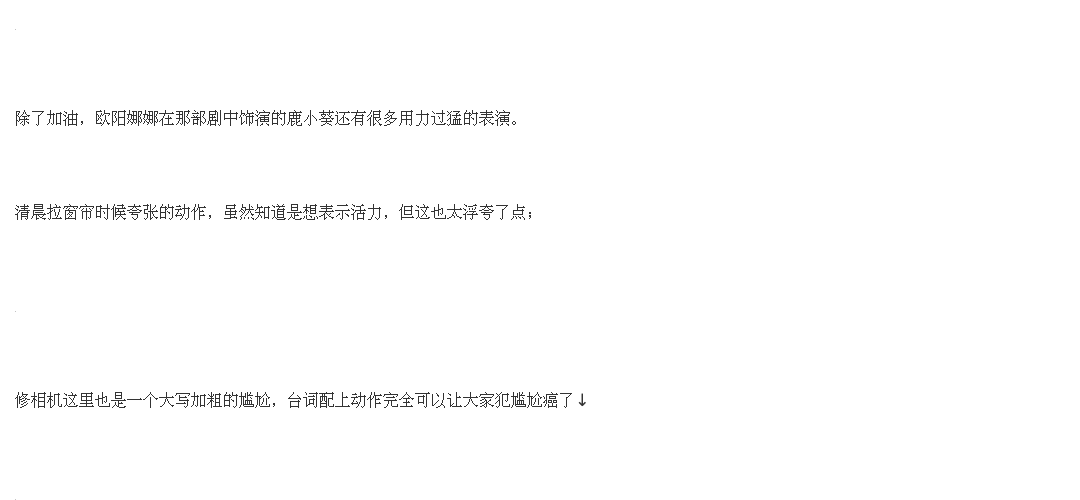 除了加油，欧阳娜娜在那部剧中饰演的鹿小葵还有很多用力过猛的表演。
清晨拉窗帘时候夸张的动作，虽然知道是想表示活力，但这也太浮夸了点；
修相机这里也是一个大写加粗的尴尬，台词配上动作完全可以让大家犯尴尬癌了↓